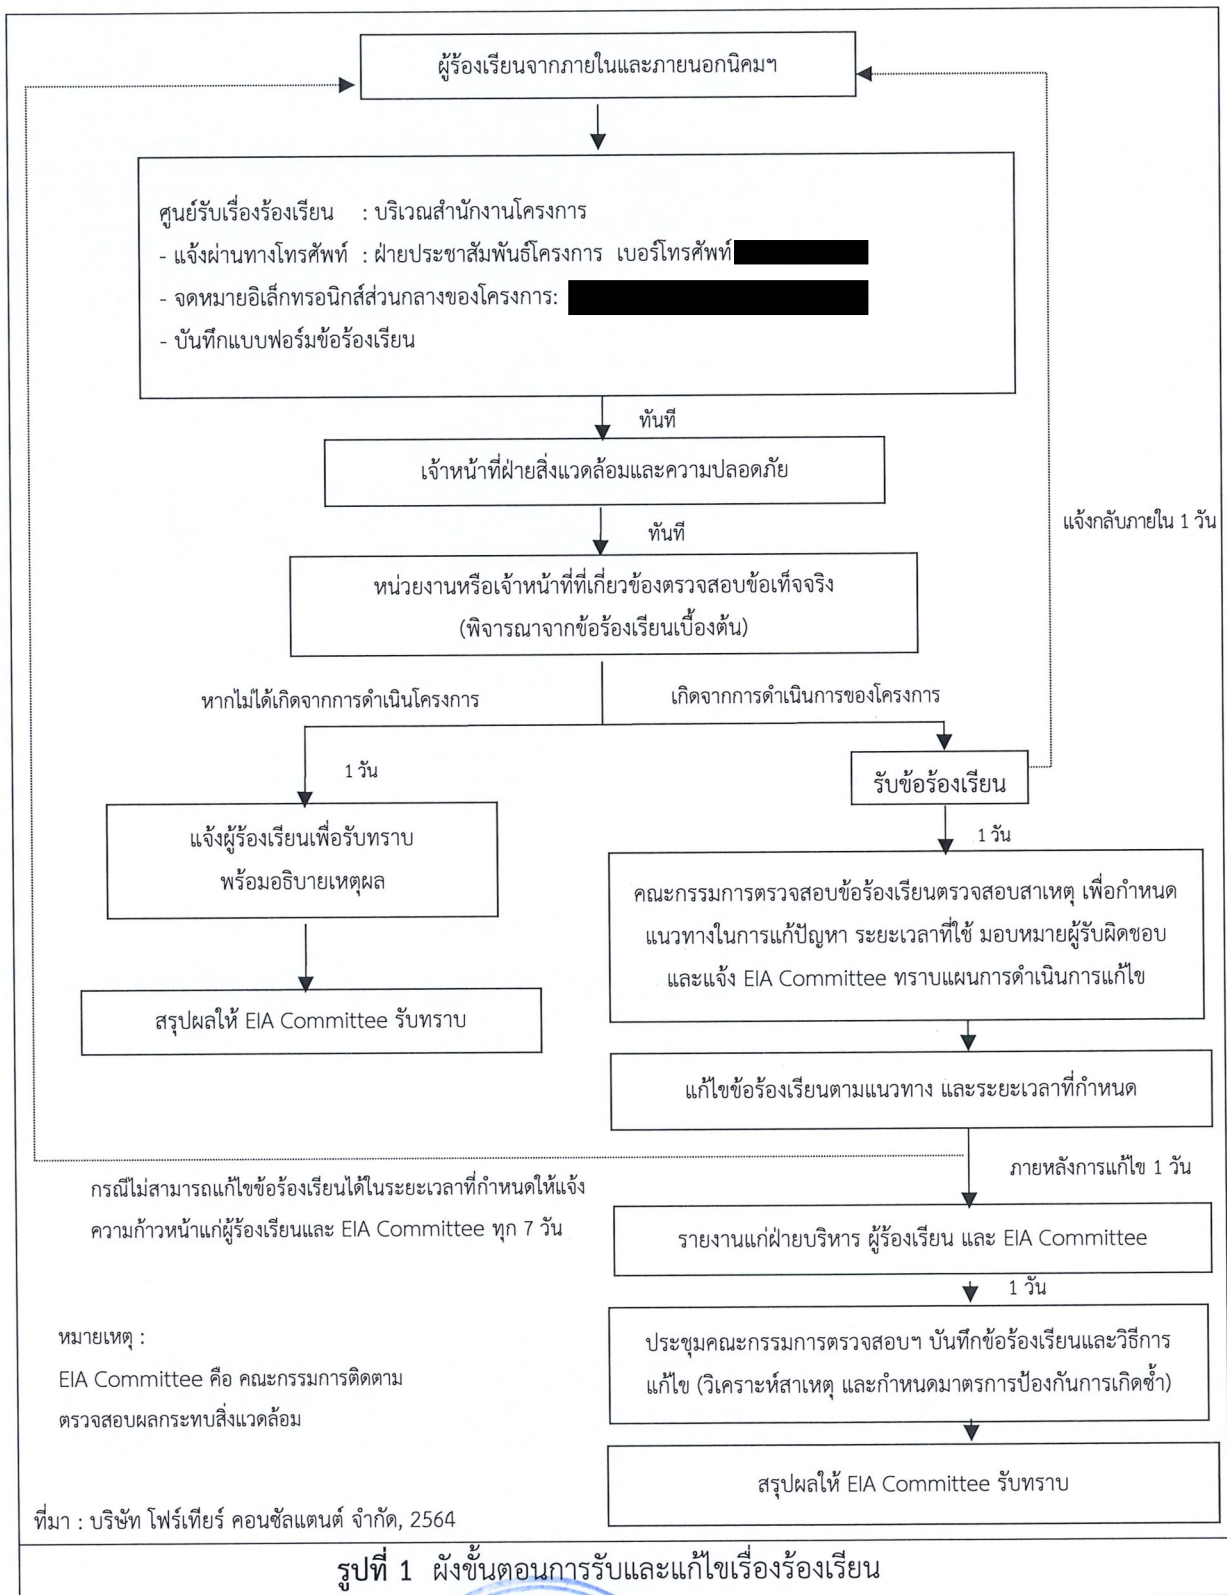 ผู้ร้องเรียนจากภายในและภายนอกนิคมฯ
ศูนย์รับเรื่องร้องเรียน : บริเวณสำนักงานโครงการ
- แจ้งผ่านทางโทรศัพท์ : ฝ่ายประชาสัมพันธ์โครงการ เบอร์โทรศัพท์
- จดหมายอิเล็กทรอนิกส์ส่วนกลางของโครงการ:
- บันทึกแบบฟอร์มข้อร้องเรียน
ทันที
เจ้าหน้าที่ฝ่ายสิ่งแวดล้อมและความปลอดภัย
แจ้งกลับภายใน 1 วัน
ทันที
หน่วยงานหรือเจ้าหน้าที่ที่เกี่ยวข้องตรวจสอบข้อเท็จจริง
(พิจารณาจากข้อร้องเรียนเบื้องต้น)
หากไม่ได้เกิดจากการดำเนินโครงการ
เกิดจากการดำเนินการของโครงการ
1 วัน
รับข้อร้องเรียน
แจ้งผู้ร้องเรียนเพื่อรับทราบ
พร้อมอธิบายเหตุผล
1 วัน
คณะกรรมการตรวจสอบข้อร้องเรียนตรวจสอบสาเหตุ เพื่อกำหนด
แนวทางในการแก้ปัญหา ระยะเวลาที่ใช้ มอบหมายผู้รับผิดชอบ
และแจ้ง EIA Committee ทราบแผนการดำเนินการแก้ไข
สรุปผลให้ EIA Committee รับทราบ
แก้ไขข้อร้องเรียนตามแนวทาง และระยะเวลาที่กำหนด
ภายหลังการแก้ไข 1 วัน
กรณีไม่สามารถแก้ไขข้อร้องเรียนได้ในระยะเวลาที่กำหนดให้แจ้ง
ความก้าวหน้าแก่ผู้ร้องเรียนและ EIA Committee ทุก 7 วัน
รายงานแก่ฝ่ายบริหาร ผู้ร้องเรียน และ EIA Committee
1 วัน
ประชุมคณะกรรมการตรวจสอบฯ บันทึกข้อร้องเรียนและวิธีการ
แก้ไข (วิเคราะห์สาเหตุ และกำหนดมาตรการป้องกันการเกิดซ้ำ)
หมายเหตุ :
EIA Committee คือ คณะกรรมการติดตาม
ตรวจสอบผลกระทบสิ่งแวดล้อม
สรุปผลให้ EIA Committee รับทราบ
ที่มา : บริษัท โฟร์เทียร์ คอนซัลแตนต์ จำกัด, 2564
รูปที่ 1 ผังขั้นตอนการรับและแก้ไขเรื่องร้องเรียน